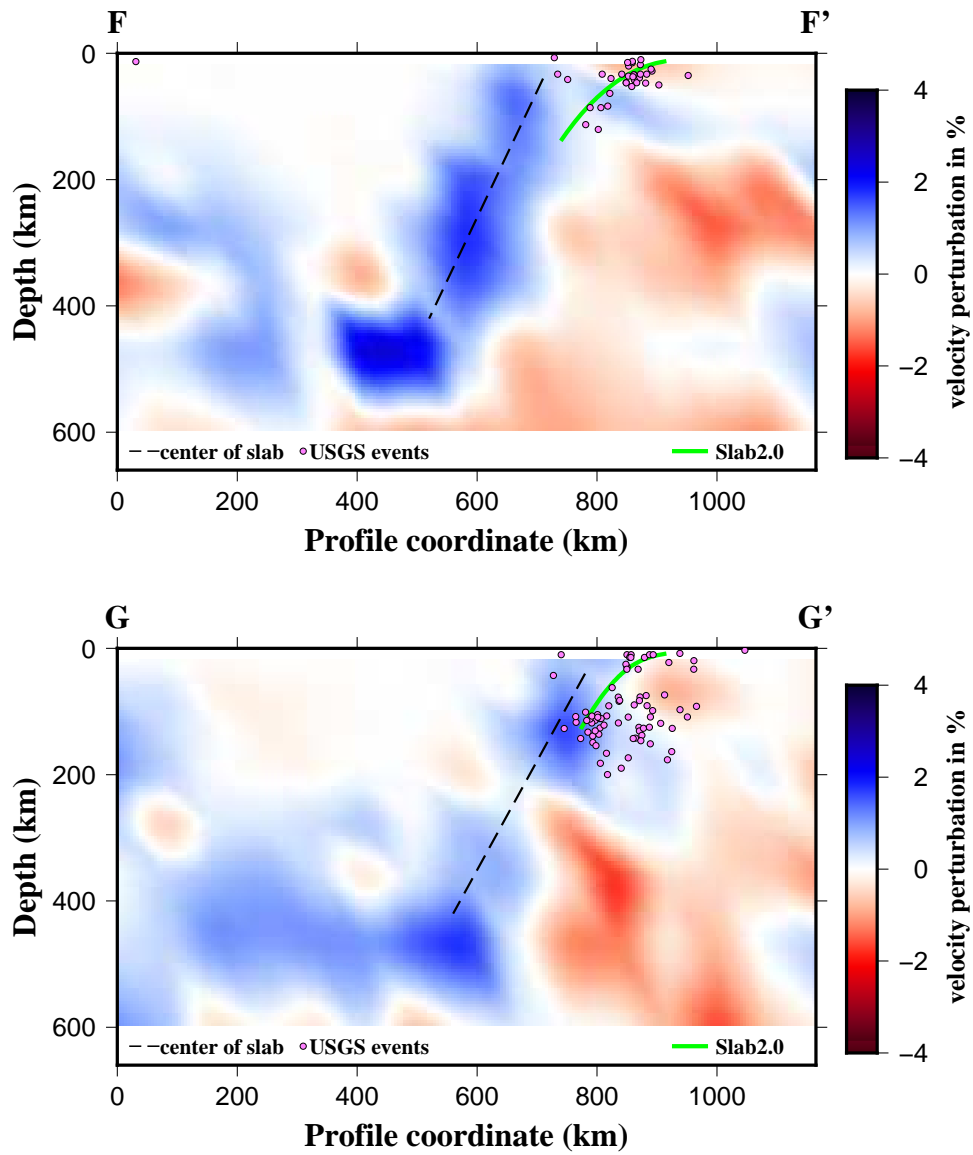 F F'
0
200
400
600
Depth (km)
center of slab USGS events Slab2.0
0 200 400 600 800 1000
Profile coordinate (km)
4
2
0
−2
−4
velocity perturbation in %
G G'
0
200
400
600
Depth (km)
center of slab USGS events Slab2.0
0 200 400 600 800 1000
Profile coordinate (km)
4
2
0
−2
−4
velocity perturbation in %